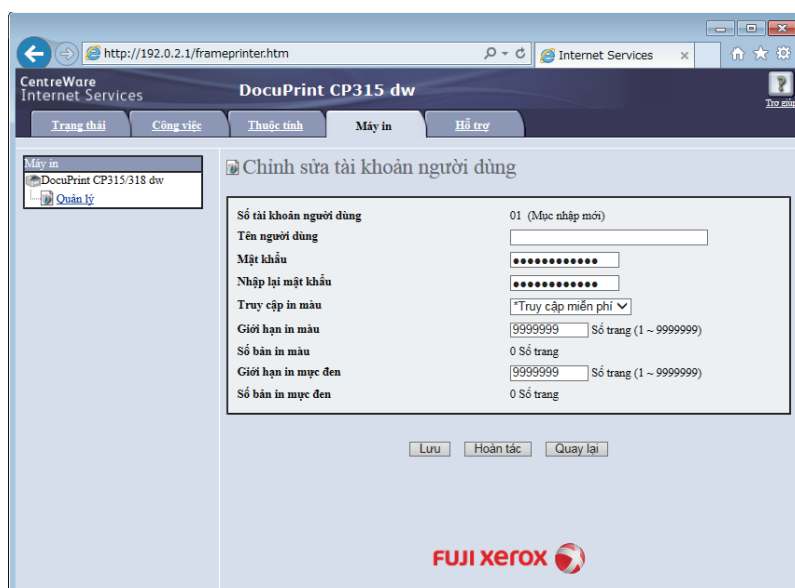 http://192.0.2.1/frameprinter.htm
Internet Services
CentreWare
Internet Services
DocuPrint CP315 dw
Trợ giúp
Trang thái
Công việc
Thuộc tính
Máy in
Hỗ trợ
Máy in
DocuPrint CP315/318 dw
Quản lý
Chỉnh sửa tài khoản người dùng
Số tài khoản người dùng 01 (Mục nhập mới)
Tên người dùng
Mật khẩu ●●●●●●●●●●●●
Nhập lại mật khẩu ●●●●●●●●●●●●
Truy cập in màu *Truy cập miễn phí
Giới hạn in màu 9999999 Số trang (1 ~ 9999999)
Số bản in màu 0 Số trang
Giới hạn in mực đen 9999999 Số trang (1 ~ 9999999)
Số bản in mực đen 0 Số trang
Lưu Hoàn tác Quay lại
FUJI xerox